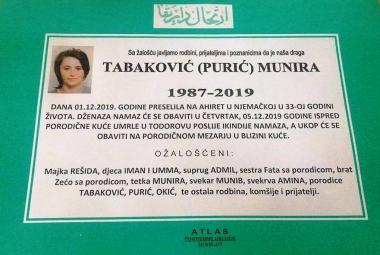 Sa žalošću javljamo rodbini, prijateljima i poznanicima da je naša draga
TABAKOVIĆ (PURIĆ) MUNIRA
1987-2019
DANA 01.12.2019. GODINE PRESELILA NA AHIRET U NJEMAČKOJ U 33-OJ GODINI
ŽIVOTA. DŽENAZA NAMAZ ĆE SE OBAVITI U ČETVRTAK, 05.12.2019 GODINE ISPRED
PORODIČNE KUĆE UMRLE U TODOROVU POSLIJE IKINDIJE NAMAZA, A UKOP ĆE SE
OBAVITI NA PORODIČNOM MEZARJU U BLIZINI KUĆE.
OŽALOŠĆENI:
Majka REŠIDA, djeca IMAN I UMMA, suprug ADMIL, sestra Fata sa porodicom, brat
Zećo sa porodicom, tetka MUNIRA, svekar MUNIB, svekrva AMINA, porodice
TABAKOVIĆ, PURIĆ, OKIĆ, te ostala rodbina, komšije i prijatelji.
ATLAS
POGREBNE USLUGE